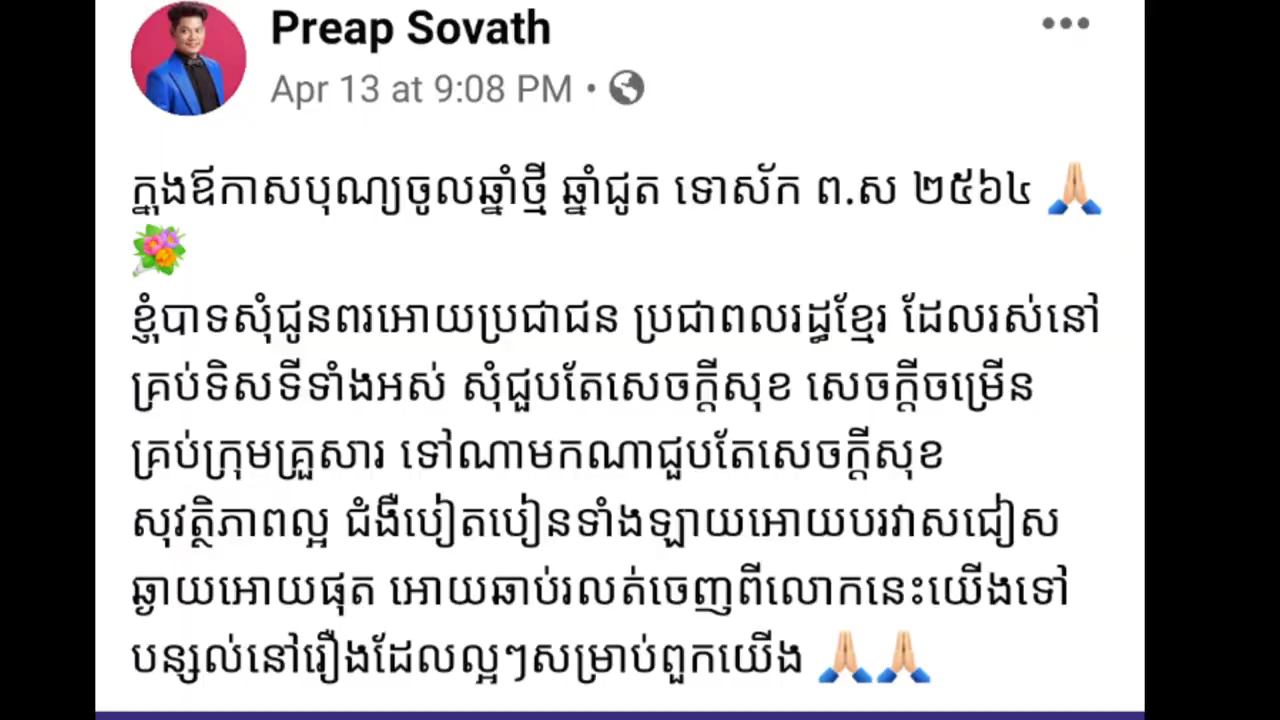 Preap Sovath
Apr 13 at 9:08 PM •
ក្នុងឪកាសបុណ្យចូលឆ្នាំថ្មី ឆ្នាំជូត ទោស័ក ព.ស ២៥៦៤ 🙏🏻
💐
ខ្ញុំបាទសុំជូនពរអោយប្រជាជន ប្រជាពលរដ្ឋខ្មែរ ដែលរស់នៅ
គ្រប់ទិសទីទាំងអស់ សុំជួបតែសេចក្តីសុខ សេចក្តីចម្រើន
គ្រប់ក្រុមគ្រួសារ ទៅណាមកណាជួបតែសេចក្តីសុខ
សុវត្ថិភាពល្អ ជំងឺបៀតបៀនទាំងឡាយអោយបរវាសជៀស
ឆ្ងាយអោយផុត អោយឆាប់រលត់ចេញពីលោកនេះយើងទៅ
បន្សល់នៅរឿងដែលល្អៗសម្រាប់ពួកយើង 🙏🏻🙏🏻